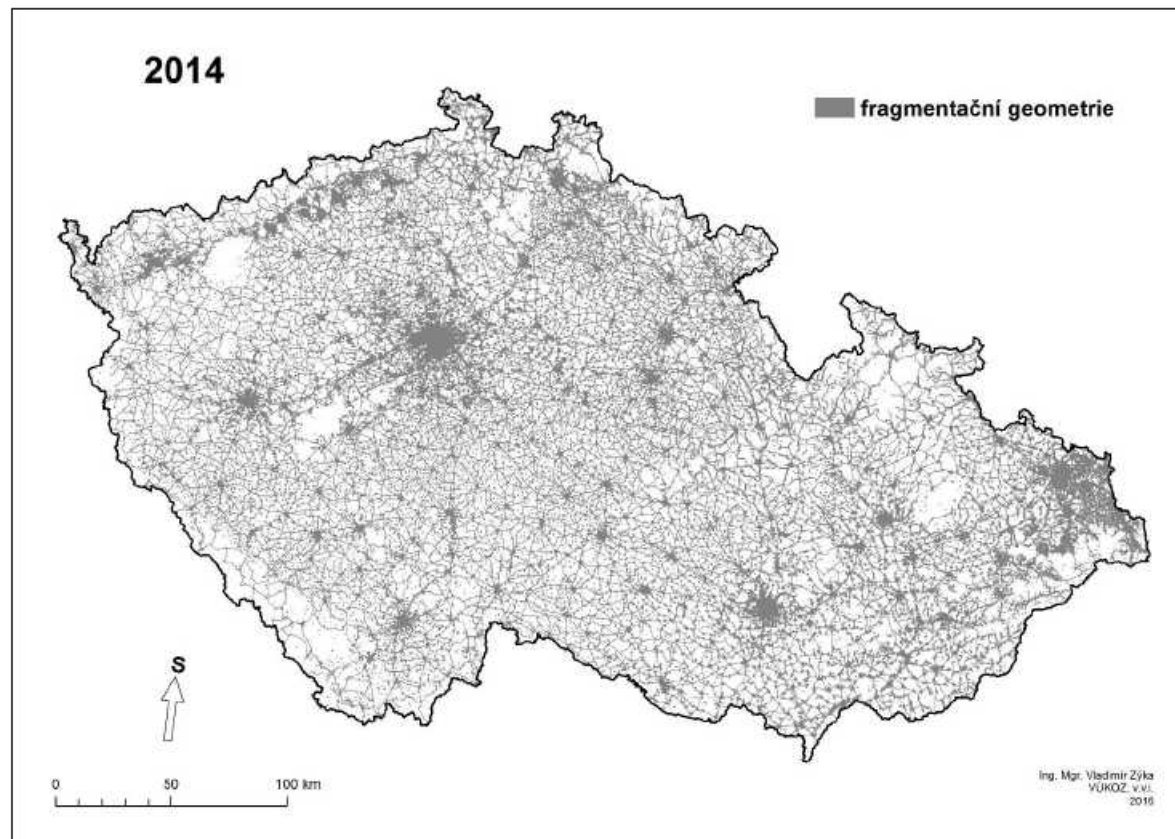 2014
fragmentační geometrie
S
0 50 100 km
Ing. Mgr. Vladimír Zýka
VÚKOZ, v.v.i.
2016